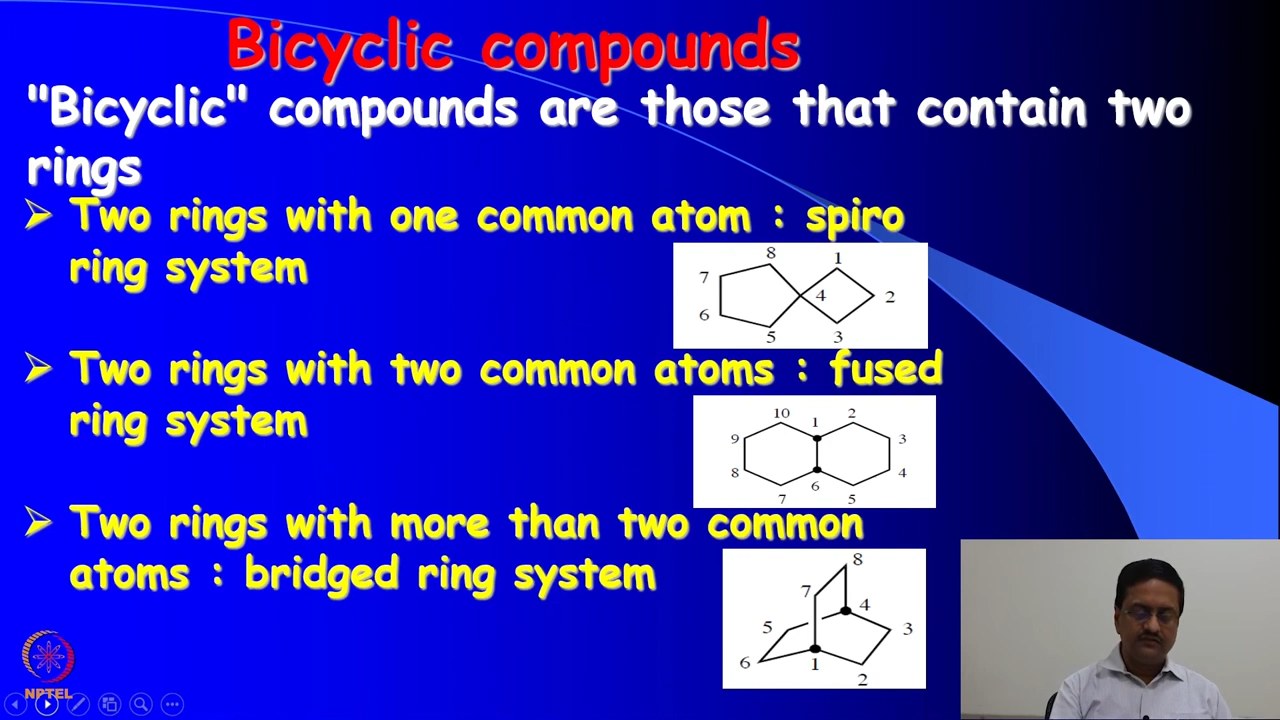 Bicyclic compounds
"Bicyclic" compounds are those that contain two
rings
Two rings with one common atom : spiro
ring system
8 1
7 4 2
6
5 3
Two rings with two common atoms : fused
ring system
10 1 2
9 3
8 4
6
7 5
Two rings with more than two common
atoms : bridged ring system
8
7 4
5 3
6 1
2
NPTEL